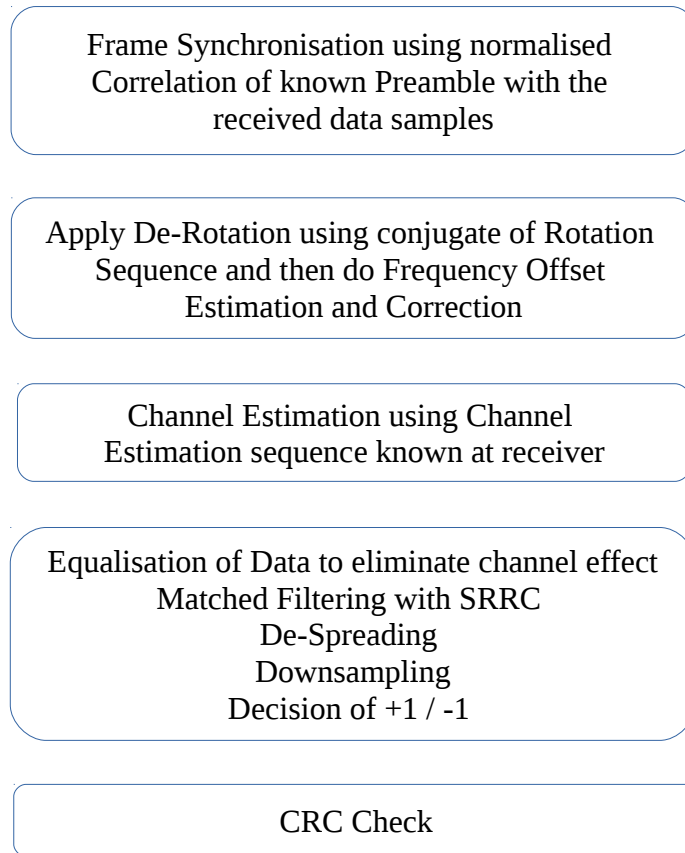 Frame Synchronisation using normalised
Correlation of known Preamble with the
received data samples
Apply De-Rotation using conjugate of Rotation
Sequence and then do Frequency Offset
Estimation and Correction
Channel Estimation using Channel
Estimation sequence known at receiver
Equalisation of Data to eliminate channel effect
Matched Filtering with SRRC
De-Spreading
Downsampling
Decision of +1 / -1
CRC Check